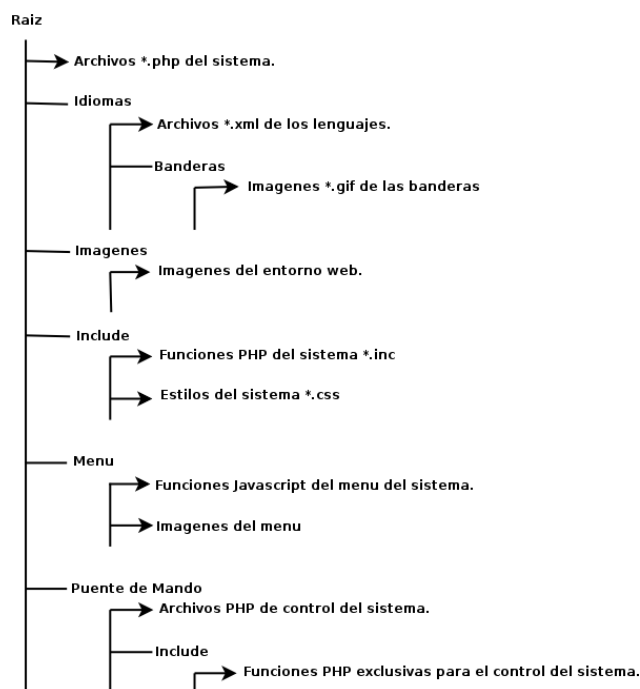 Raiz
Archivos *.php del sistema.
Idiomas
Archivos *.xml de los lenguajes.
Banderas
Imagenes *.gif de las banderas
Imagenes
Imagenes del entorno web.
Include
Funciones PHP del sistema *.inc
Estilos del sistema *.css
Menu
Funciones Javascript del menu del sistema.
Imagenes del menu
Puente de Mando
Archivos PHP de control del sistema.
Include
Funciones PHP exclusivas para el control del sistema.